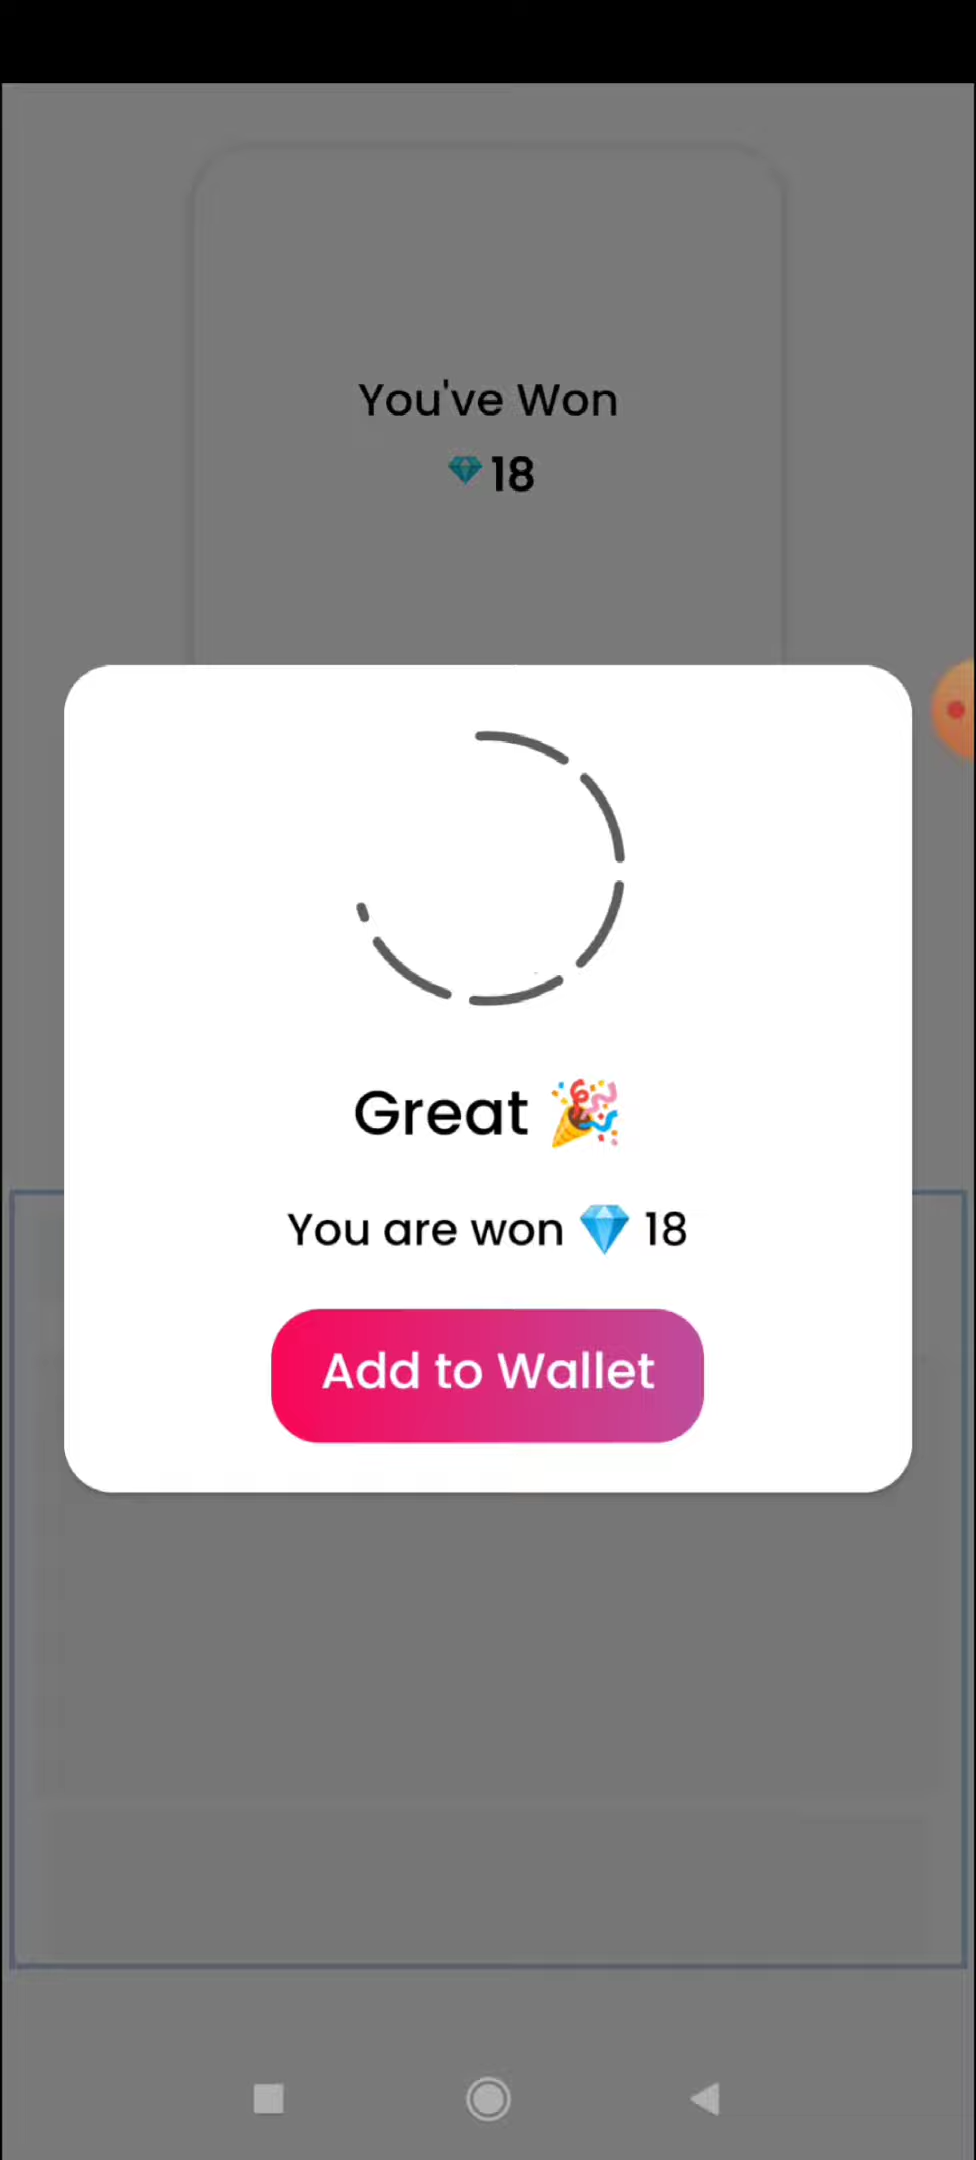 You've Won
💎 18
Great 🎉
You are won 💎 18
Add to Wallet